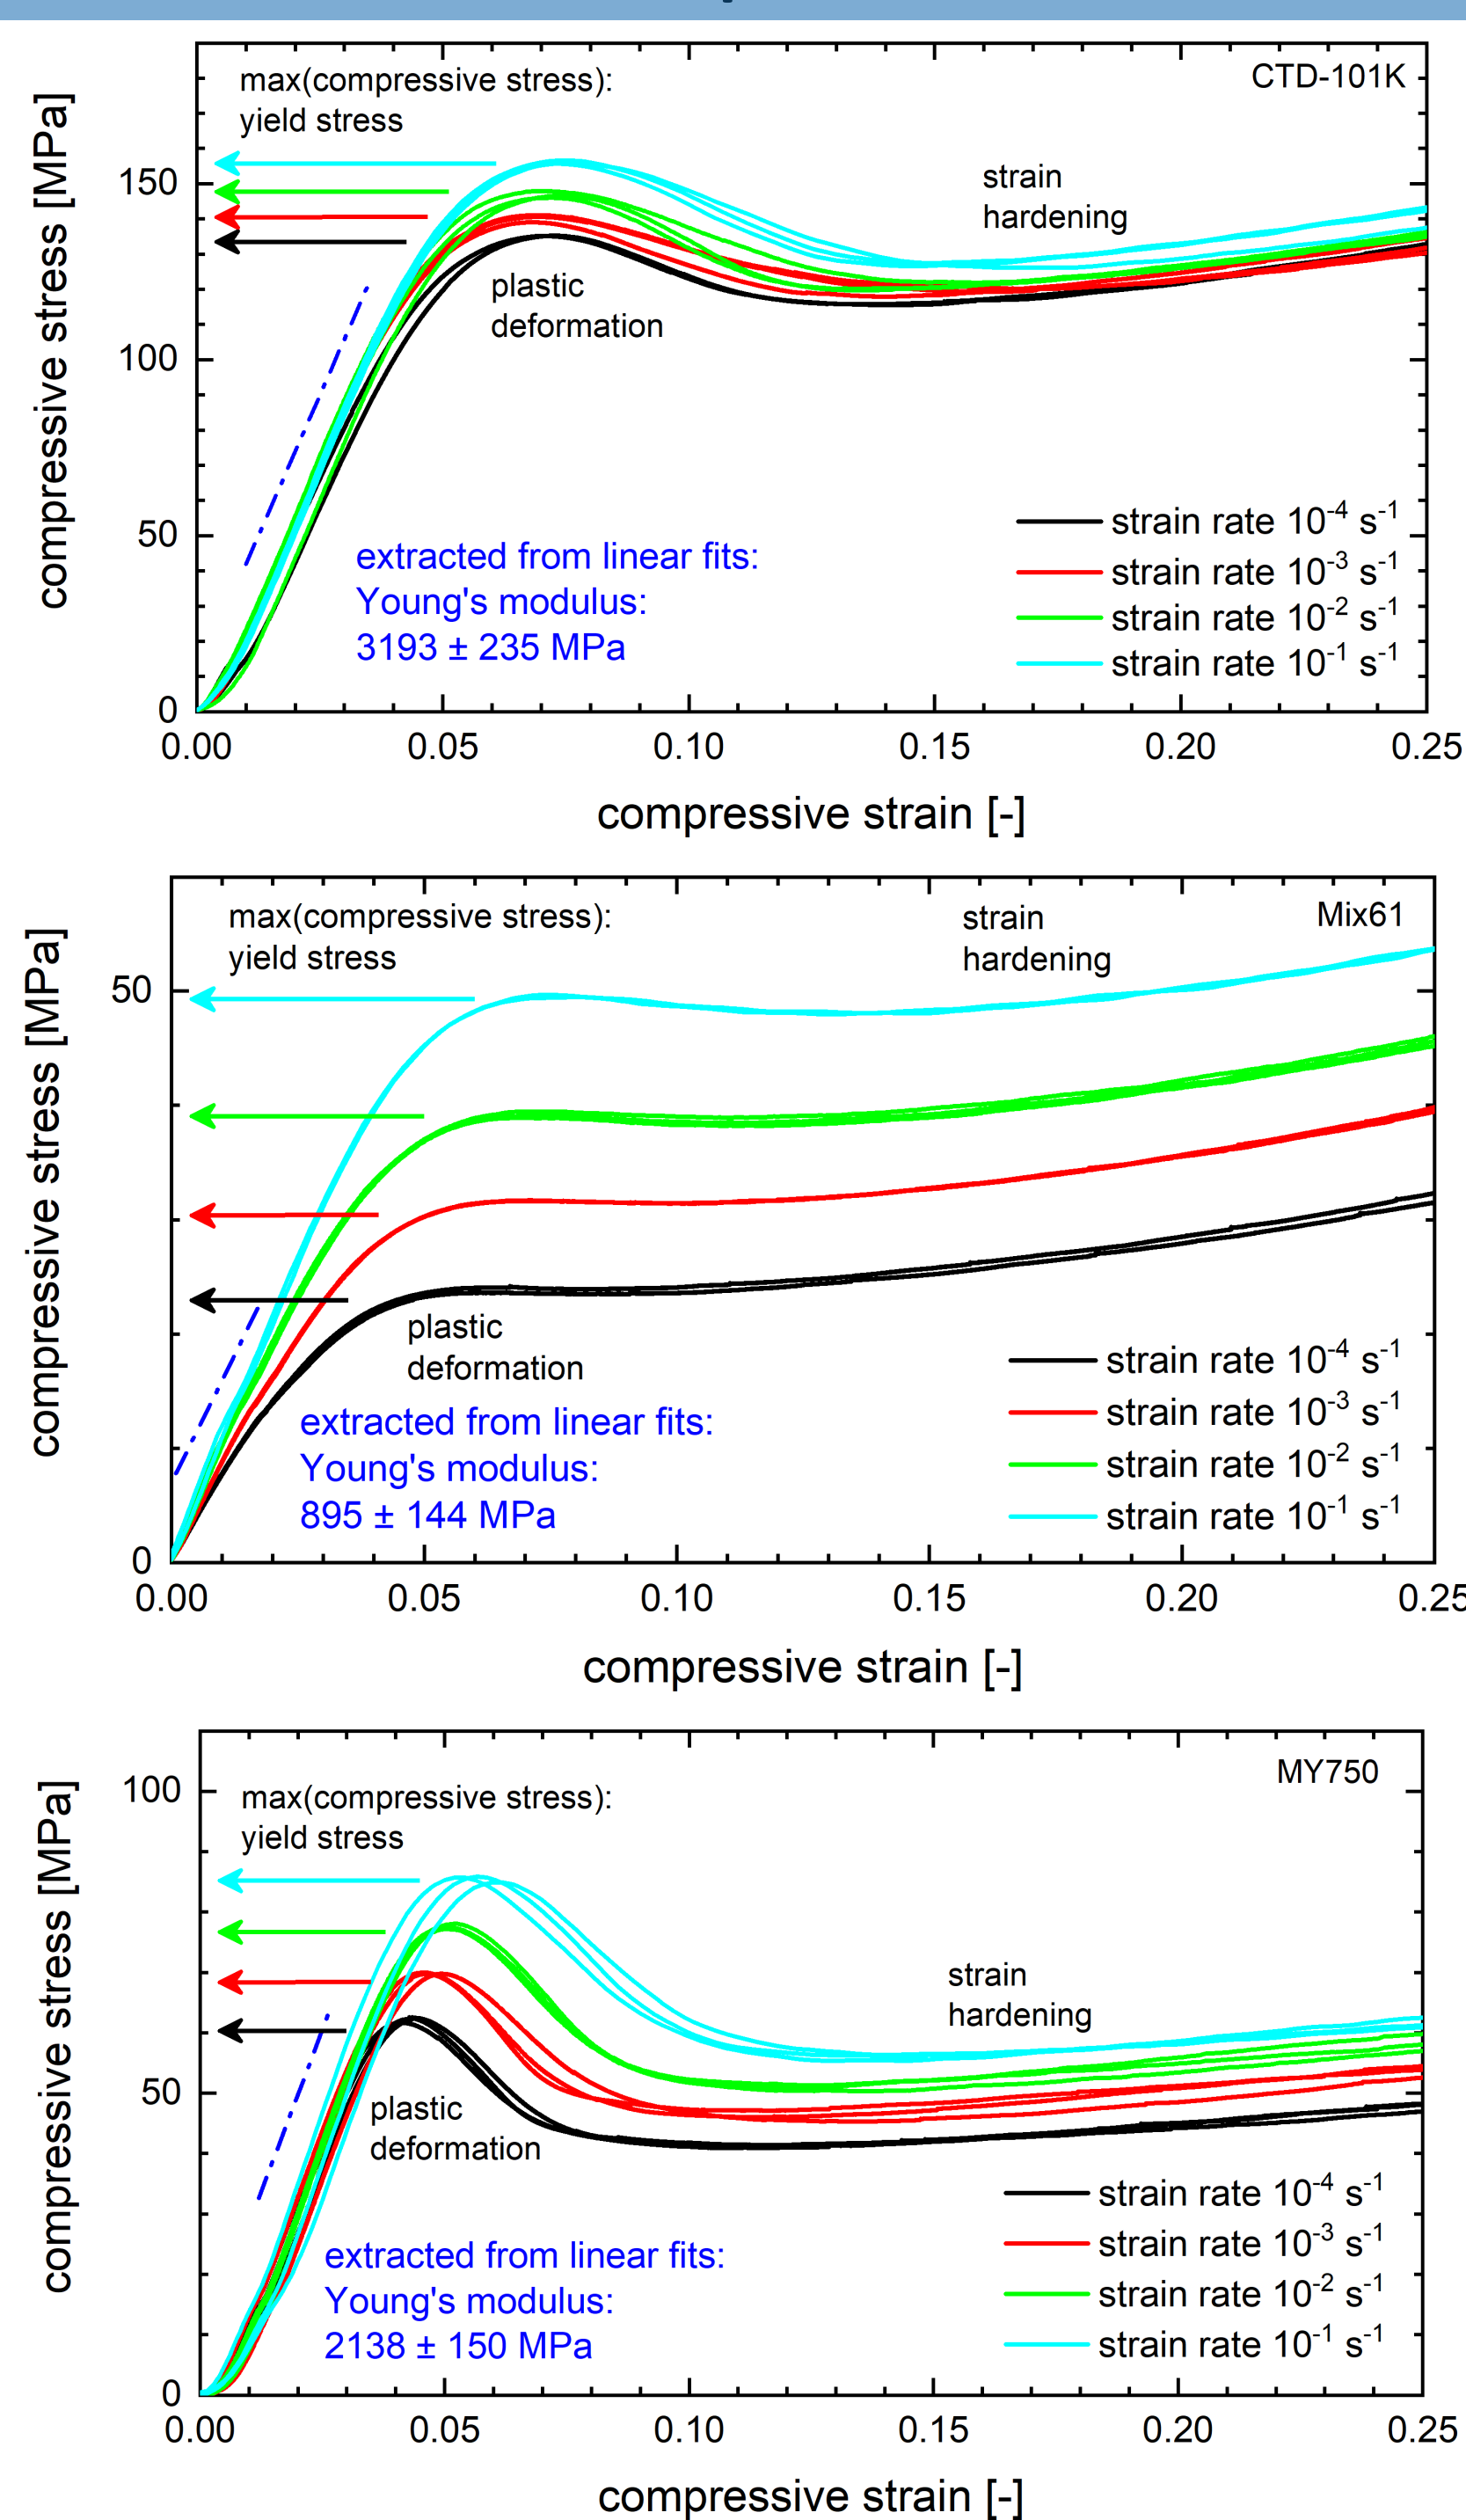 max(compressive stress):
yield stress
CTD-101K
strain
hardening
plastic
deformation
extracted from linear fits:
Young's modulus:
3193 ± 235 MPa
strain rate 10⁻⁴ s⁻¹
strain rate 10⁻³ s⁻¹
strain rate 10⁻² s⁻¹
strain rate 10⁻¹ s⁻¹
compressive stress [MPa]
150
100
50
0
0.00 0.05 0.10 0.15 0.20 0.25
compressive strain [-]
max(compressive stress):
yield stress
strain
hardening
Mix61
plastic
deformation
extracted from linear fits:
Young's modulus:
895 ± 144 MPa
strain rate 10⁻⁴ s⁻¹
strain rate 10⁻³ s⁻¹
strain rate 10⁻² s⁻¹
strain rate 10⁻¹ s⁻¹
compressive stress [MPa]
50
0
0.00 0.05 0.10 0.15 0.20 0.25
compressive strain [-]
max(compressive stress):
yield stress
MY750
strain
hardening
plastic
deformation
extracted from linear fits:
Young's modulus:
2138 ± 150 MPa
strain rate 10⁻⁴ s⁻¹
strain rate 10⁻³ s⁻¹
strain rate 10⁻² s⁻¹
strain rate 10⁻¹ s⁻¹
compressive stress [MPa]
100
50
0
0.00 0.05 0.10 0.15 0.20 0.25
compressive strain [-]